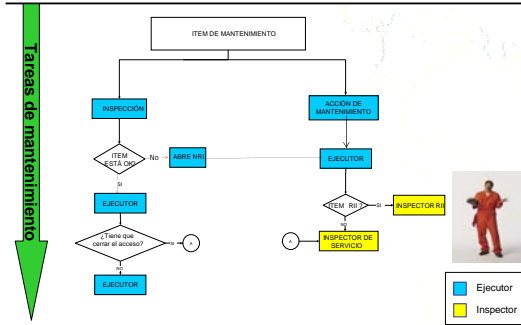 Tareas de mantenimiento
ITEM DE MANTENIMIENTO
INSPECCIÓN
ACCIÓN DE
MANTENIMIENTO
ITEM
ESTÁ OK?
No
ABRE NRI
EJECUTOR
SI
EJECUTOR
ITEM RII ?
SI
INSPECTOR RII
¿Tiene que
cerrar el acceso?
SI
A
NO
A
INSPECTOR DE
SERVICIO
NO
EJECUTOR
Ejecutor
Inspector